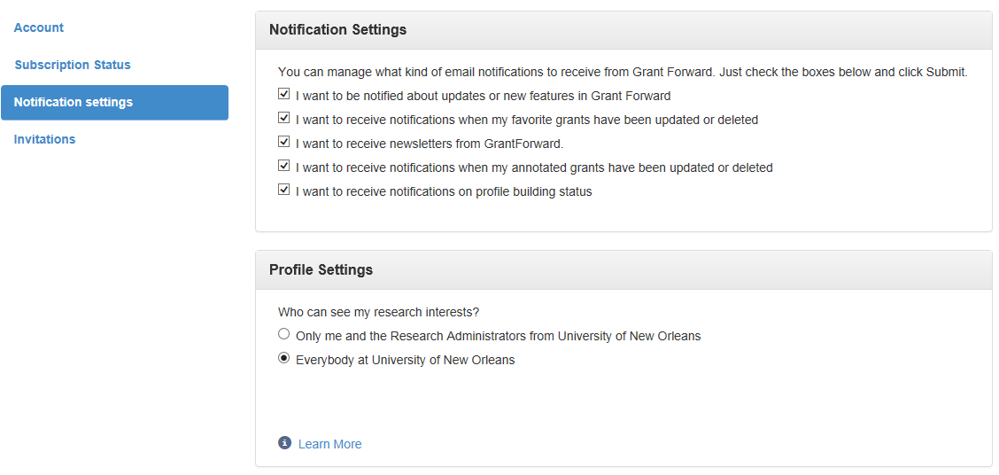 Account
Subscription Status
Notification settings
Invitations
Notification Settings
You can manage what kind of email notifications to receive from Grant Forward. Just check the boxes below and click Submit.
I want to be notified about updates or new features in Grant Forward
I want to receive notifications when my favorite grants have been updated or deleted
I want to receive newsletters from GrantForward.
I want to receive notifications when my annotated grants have been updated or deleted
I want to receive notifications on profile building status
Profile Settings
Who can see my research interests?
Only me and the Research Administrators from University of New Orleans
Everybody at University of New Orleans
Learn More